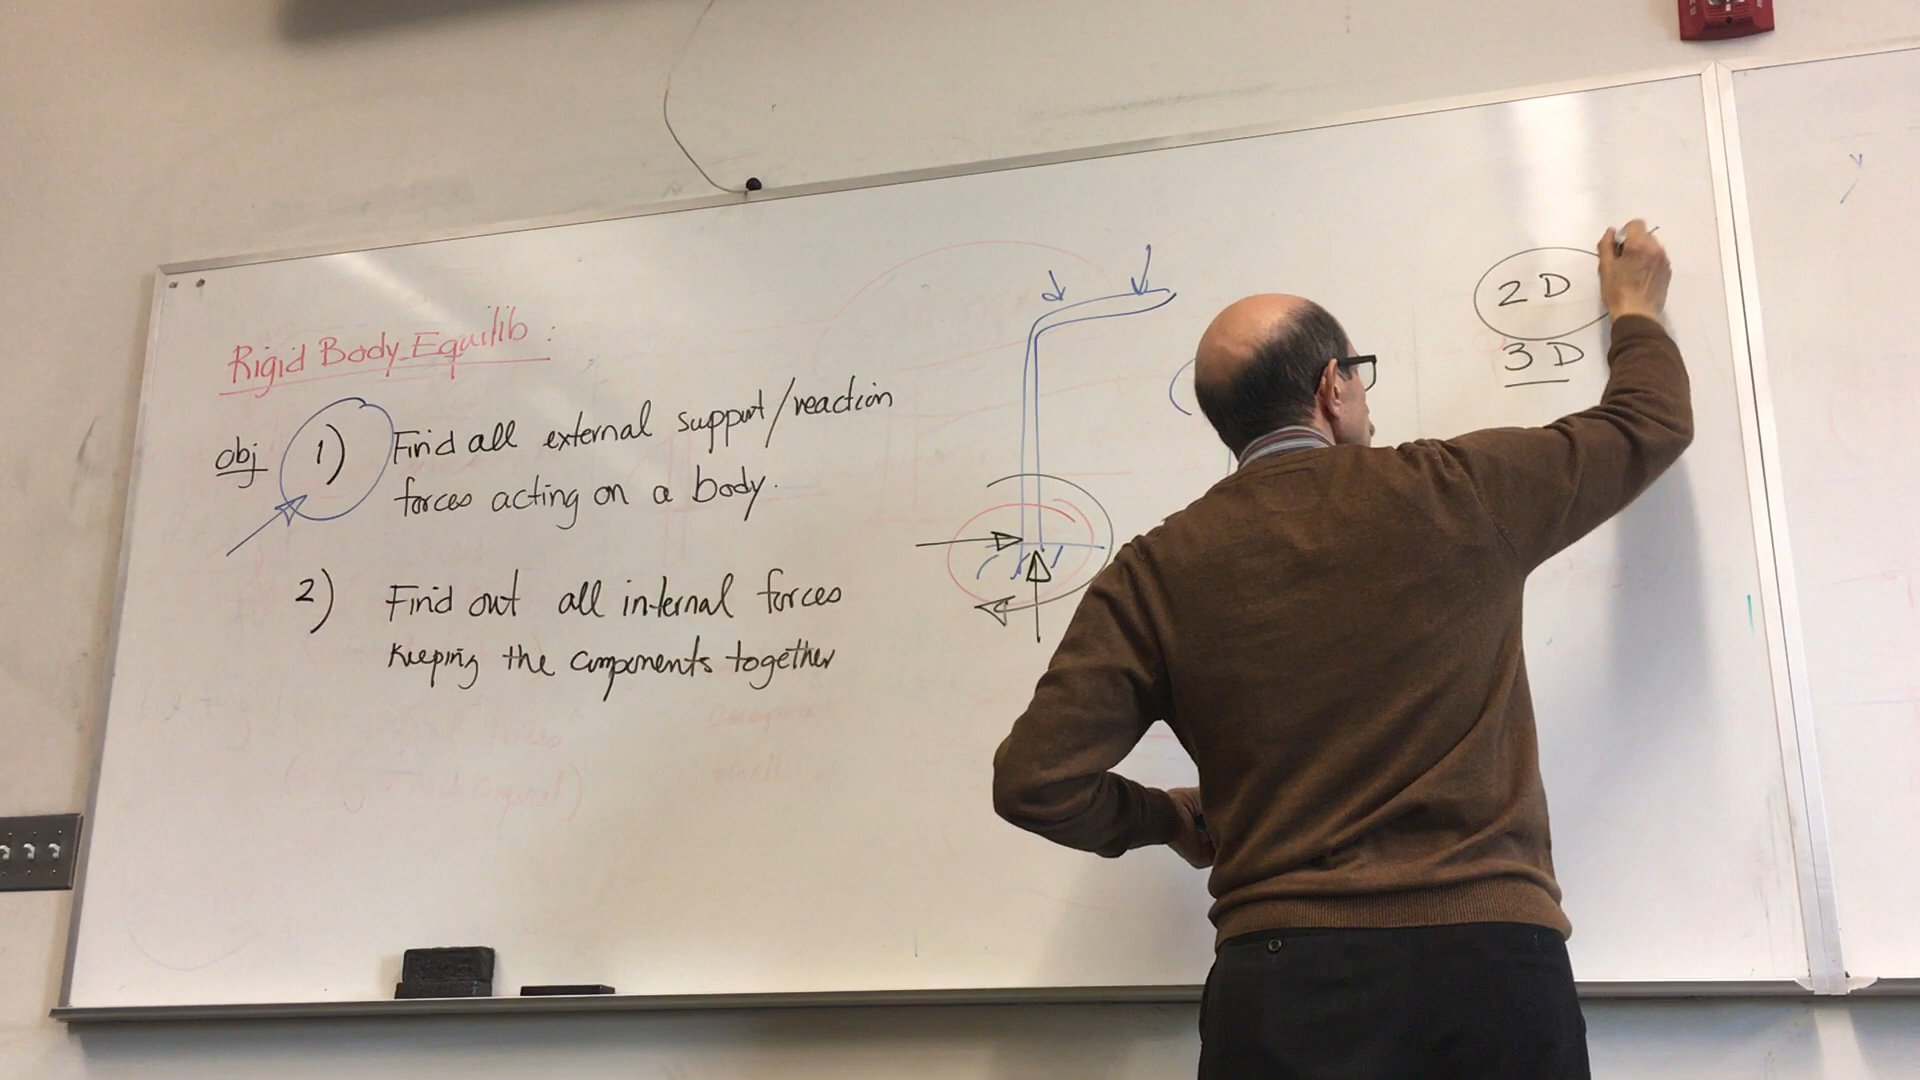 Rigid Body Equilib :
obj 1) Find all external support/reaction
forces acting on a body.
2) Find out all internal forces
Keeping the components together
2D
3D